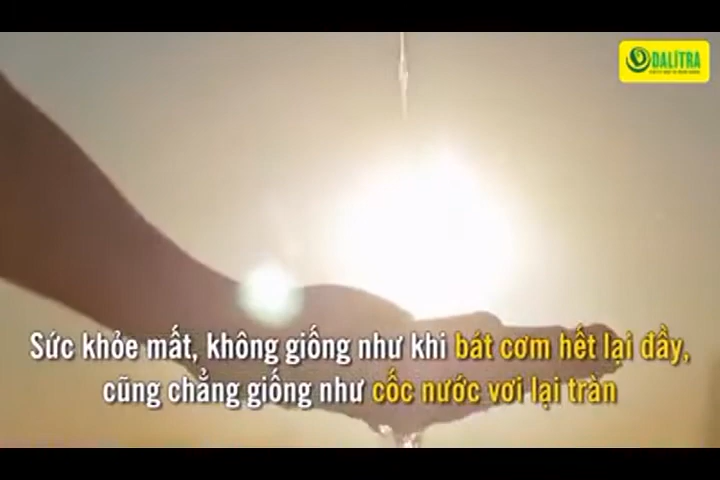 DALITRA
Sức khỏe mất, không giống như khi bát cơm hết lại đầy,
cũng chẳng giống như cốc nước vơi lại tràn